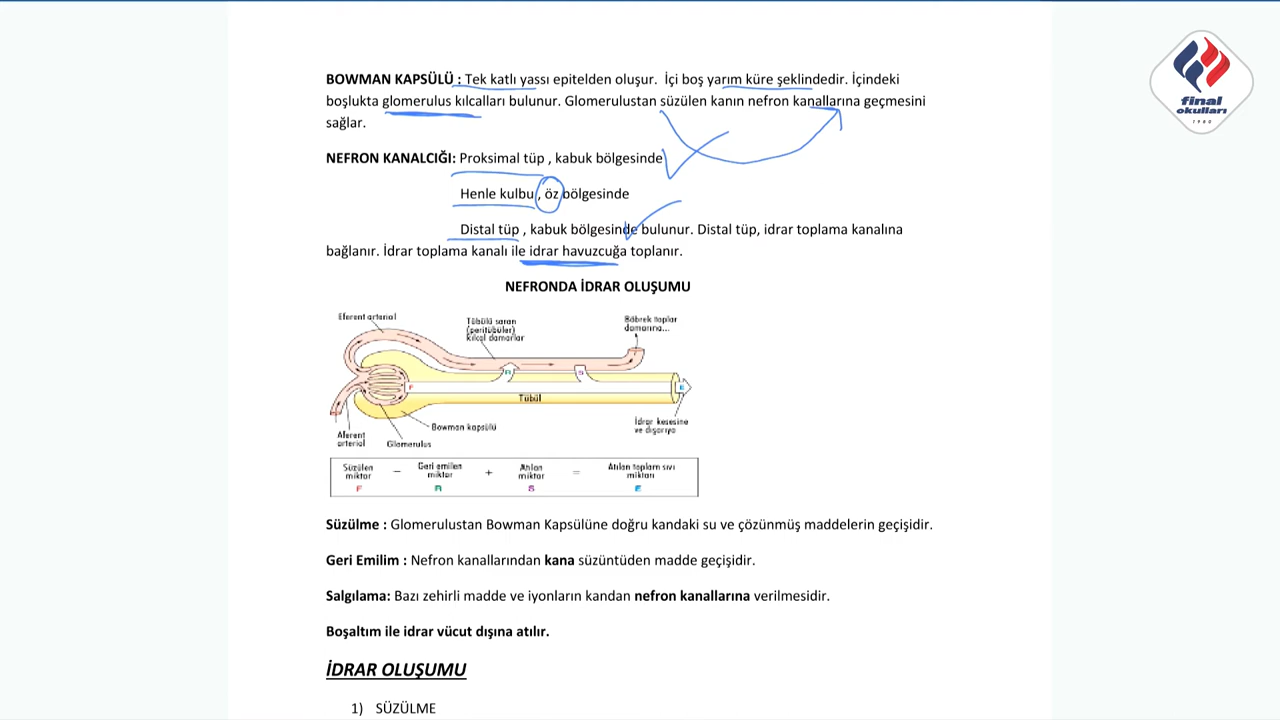 BOWMAN KAPSÜLÜ : Tek katlı yassı epitelden oluşur. İçi boş yarım küre şeklindedir. İçindeki
boşlukta glomerulus kılcalları bulunur. Glomerulustan süzülen kanın nefron kanallarına geçmesini
sağlar.
NEFRON KANALCIĞI: Proksimal tüp , kabuk bölgesinde
Henle kulbu , öz bölgesinde
Distal tüp , kabuk bölgesinde bulunur. Distal tüp, idrar toplama kanalına
bağlanır. İdrar toplama kanalı ile idrar havuzcuğa toplanır.
NEFRONDA İDRAR OLUŞUMU
Eferent arterial
Tübülü saran
(peritübüler)
kılcal damarlar
Böbrek toplar
damarına...
F
R
S
E
Tübül
Bowman kapsülü
Aferent
arterial
Glomerulus
İdrar kesesine
ve dışarıya
Süzülen
miktar
F
–
Geri emilen
miktar
R
+
Atılan
miktar
S
=
Atılan toplam sıvı
miktarı
E
Süzülme : Glomerulustan Bowman Kapsülüne doğru kandaki su ve çözünmüş maddelerin geçişidir.
Geri Emilim : Nefron kanallarından kana süzüntüden madde geçişidir.
Salgılama: Bazı zehirli madde ve iyonların kandan nefron kanallarına verilmesidir.
Boşaltım ile idrar vücut dışına atılır.
İDRAR OLUŞUMU
1) SÜZÜLME
final
okulları
1980